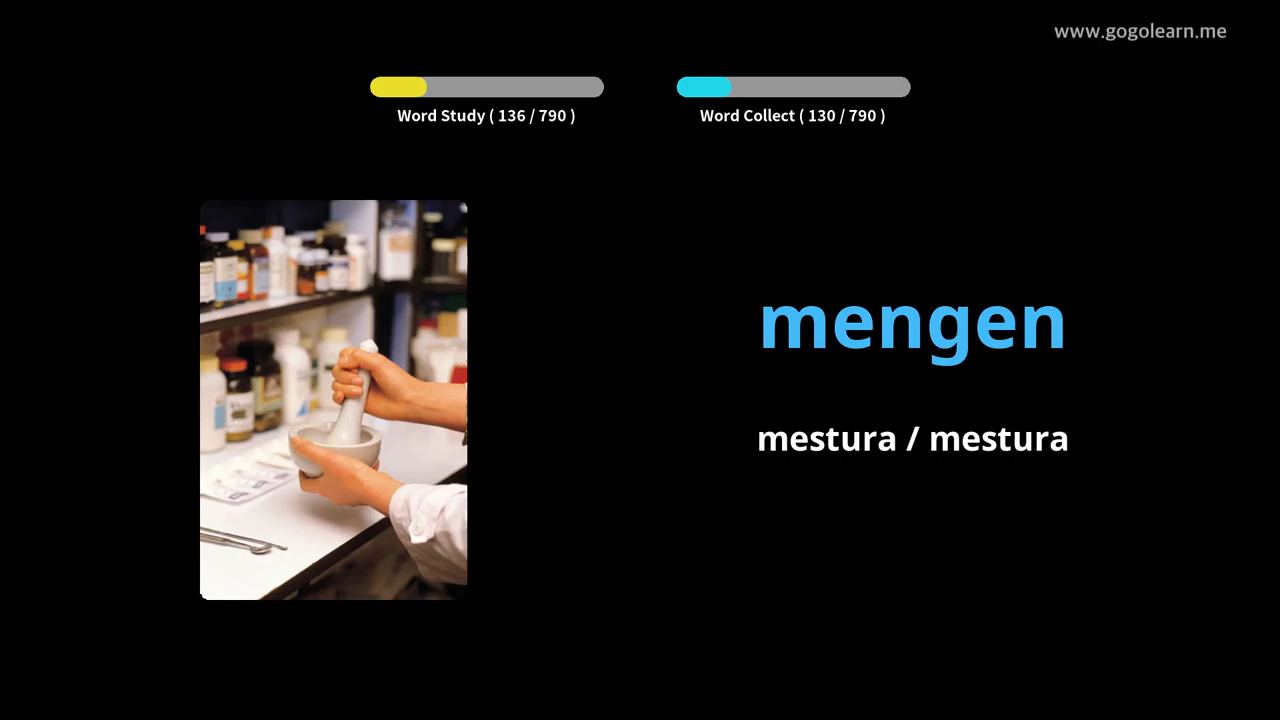 www.gogolearn.me
Word Study ( 136 / 790 )
Word Collect ( 130 / 790 )
mengen
mestura / mestura